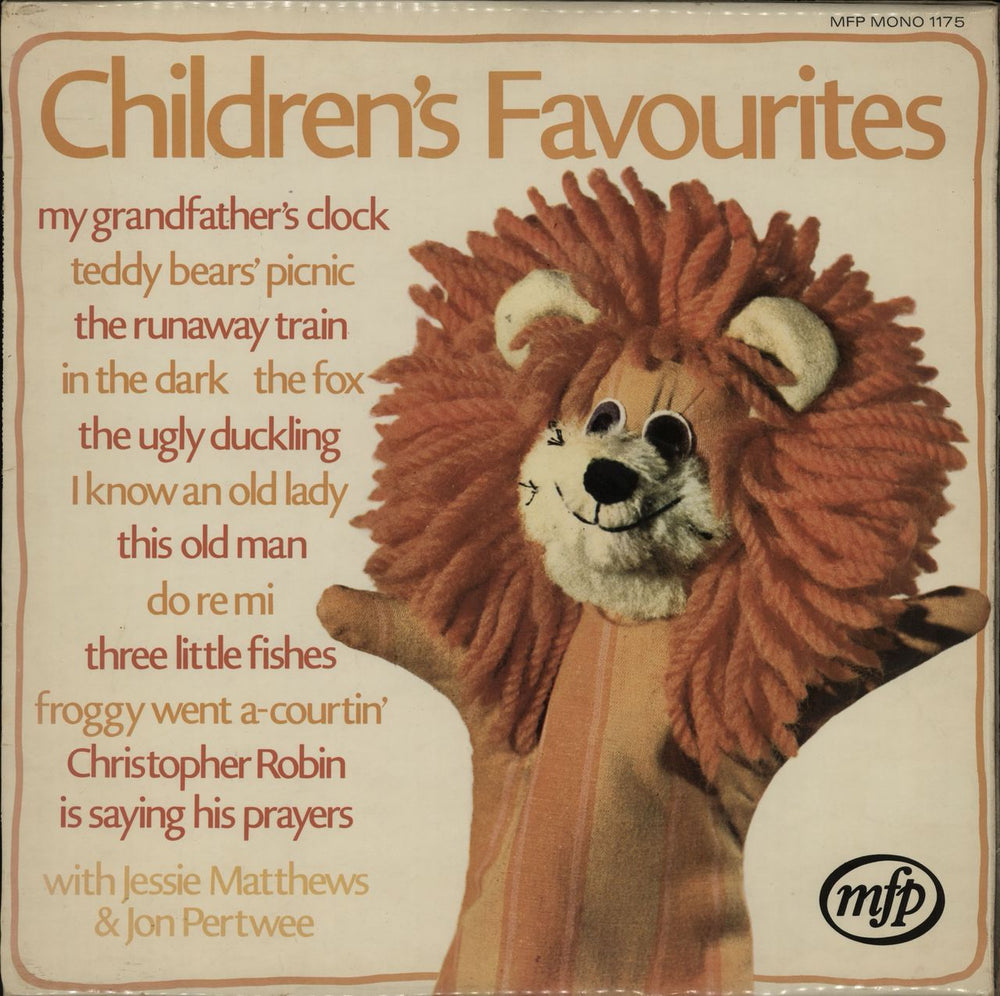 MFP MONO 1175
Children's Favourites
my grandfather's clock
teddy bears' picnic
the runaway train
in the dark the fox
the ugly duckling
I know an old lady
this old man
do re mi
three little fishes
froggy went a-courtin'
Christopher Robin
is saying his prayers
with Jessie Matthews
& Jon Pertwee
mfp